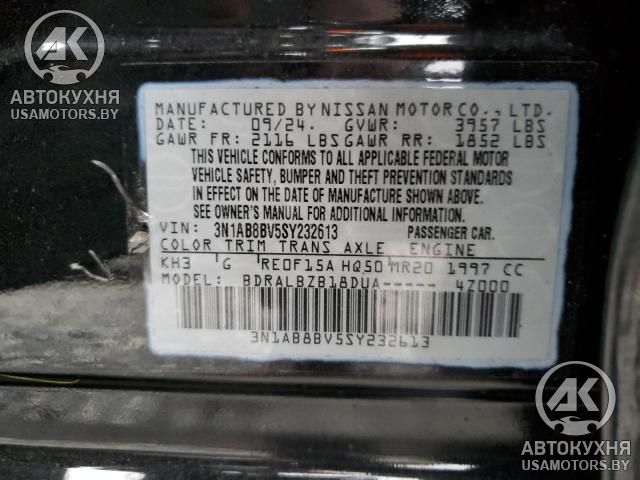 AK
АВТОКУХНЯ
USAMOTORS.BY
MANUFACTURED BY NISSAN MOTOR CO., LTD.
DATE: 09/24. GVWR: 3957 LBS
GAWR FR: 2116 LBS GAWR RR: 1852 LBS
THIS VEHICLE CONFORMS TO ALL APPLICABLE FEDERAL MOTOR
VEHICLE SAFETY, BUMPER AND THEFT PREVENTION STANDARDS
IN EFFECT ON THE DATE OF MANUFACTURE SHOWN ABOVE.
SEE OWNER'S MANUAL FOR ADDITIONAL INFORMATION.
VIN: 3N1AB8BV5SY232613 PASSENGER CAR.
COLOR TRIM TRANS AXLE ENGINE
KH3 G RE0F15A HQ50 MR20 1997 CC
MODEL: BDRALBZB18DUA----- 4Z000
3N1AB8BV5SY232613
AK
АВТОКУХНЯ
USAMOTORS.BY